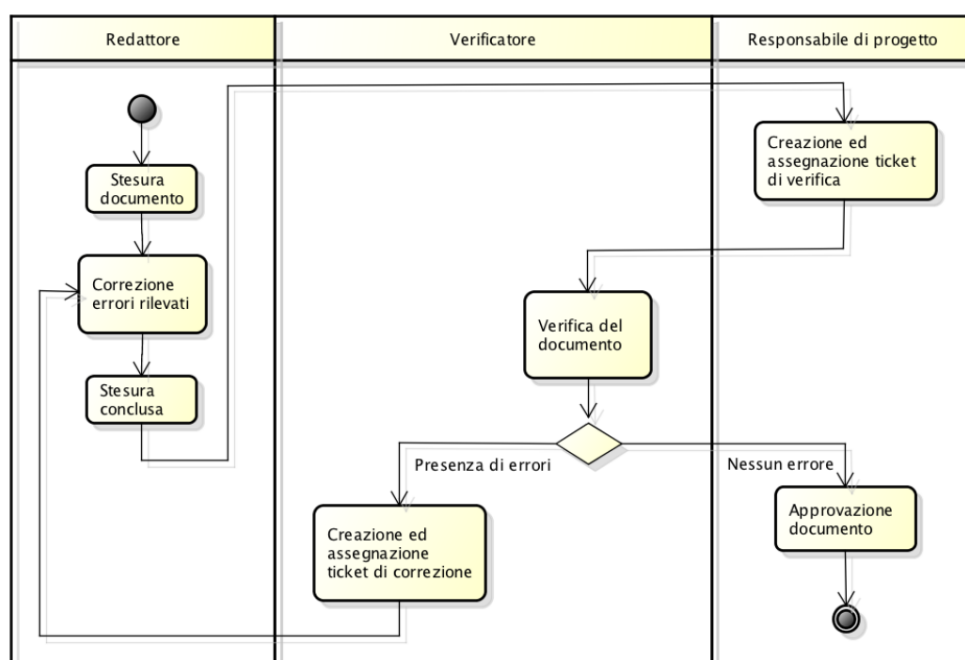 Redattore
Verificatore
Responsabile di progetto
Stesura
documento
Creazione ed
assegnazione ticket
di verifica
Correzione
errori rilevati
Verifica del
documento
Stesura
conclusa
Presenza di errori
Nessun errore
Creazione ed
assegnazione
ticket di correzione
Approvazione
documento